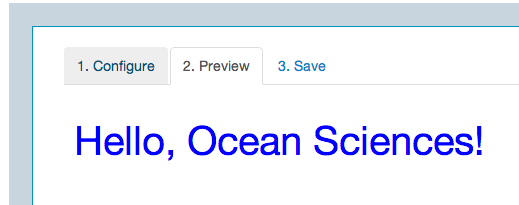 1. Configure 2. Preview 3. Save
Hello, Ocean Sciences!